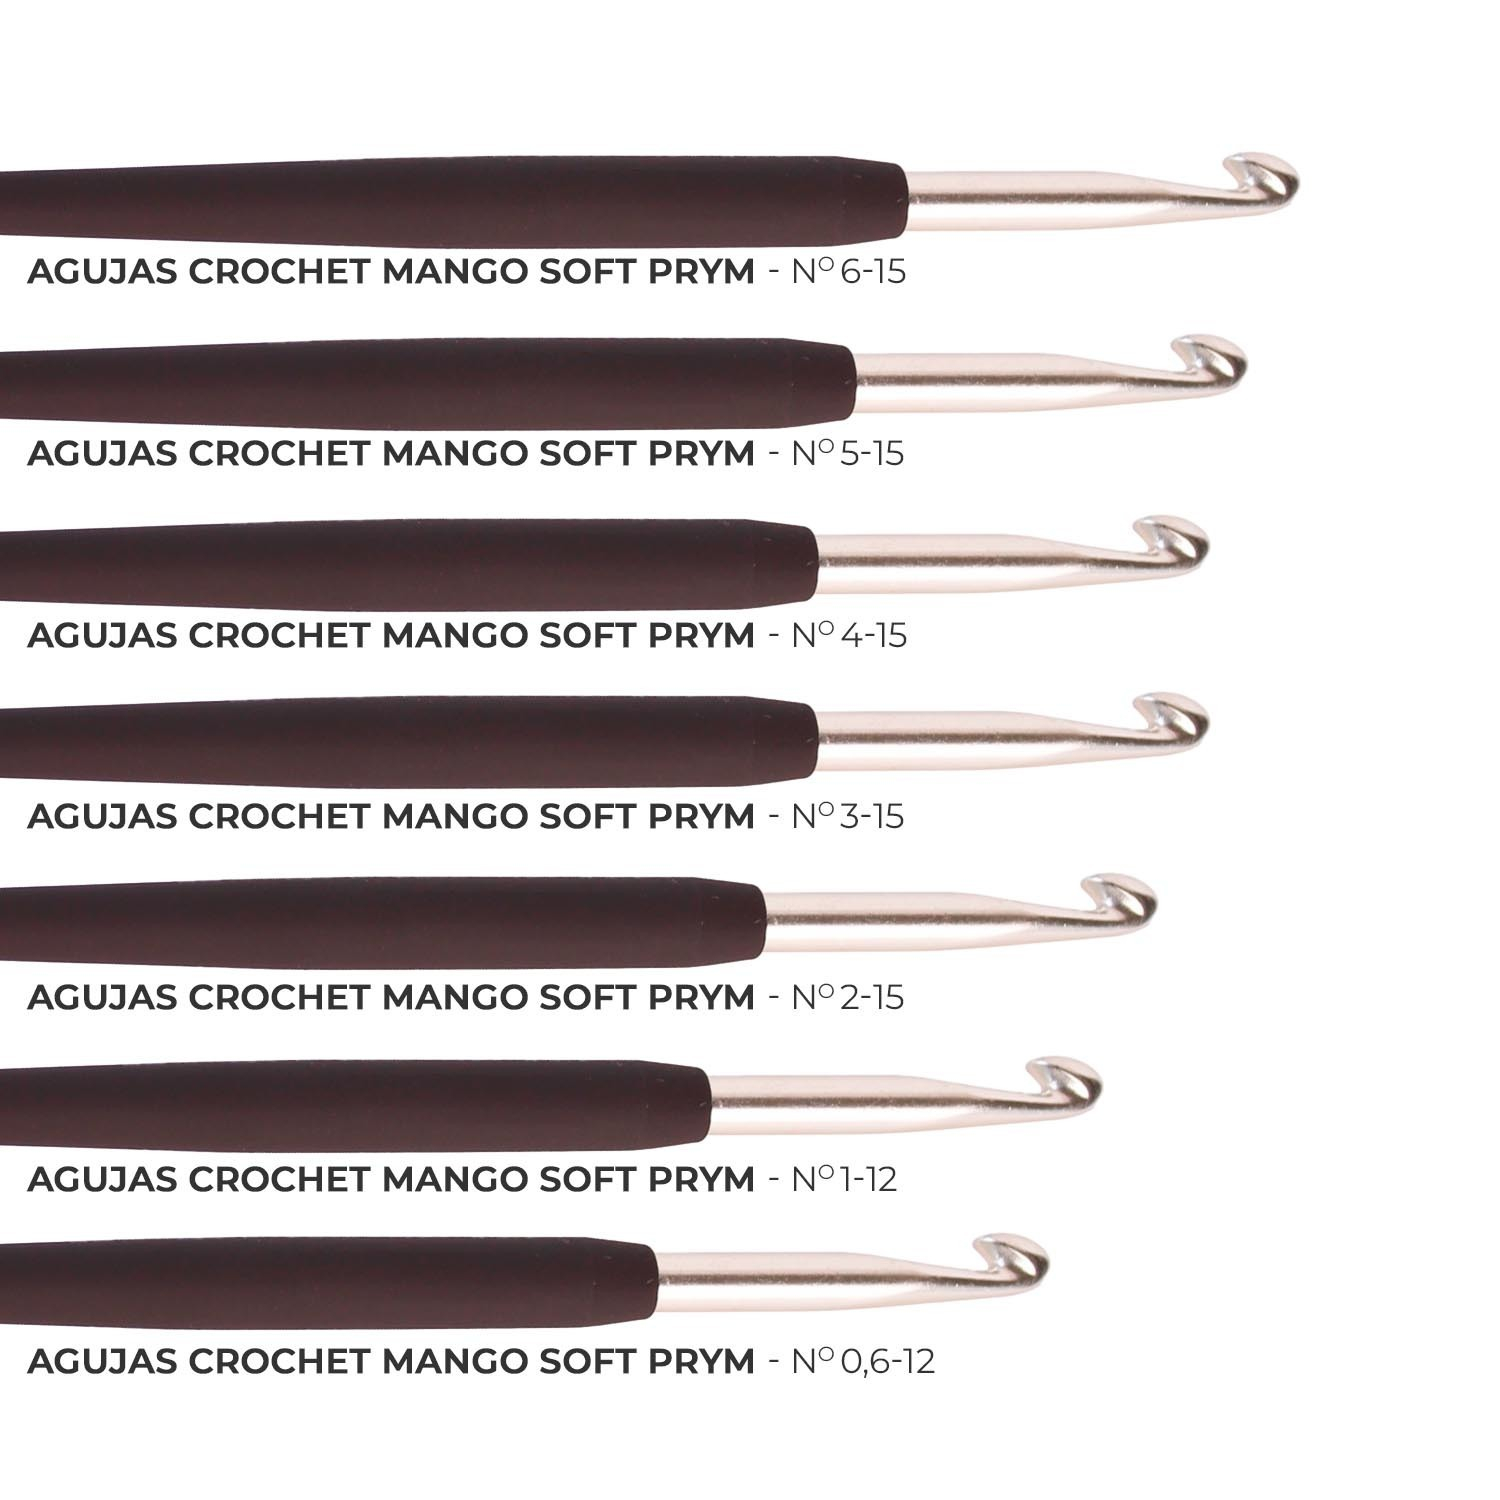 AGUJAS CROCHET MANGO SOFT PRYM - Nº 6-15
AGUJAS CROCHET MANGO SOFT PRYM - Nº 5-15
AGUJAS CROCHET MANGO SOFT PRYM - Nº 4-15
AGUJAS CROCHET MANGO SOFT PRYM - Nº 3-15
AGUJAS CROCHET MANGO SOFT PRYM - Nº 2-15
AGUJAS CROCHET MANGO SOFT PRYM - Nº 1-12
AGUJAS CROCHET MANGO SOFT PRYM - Nº 0,6-12